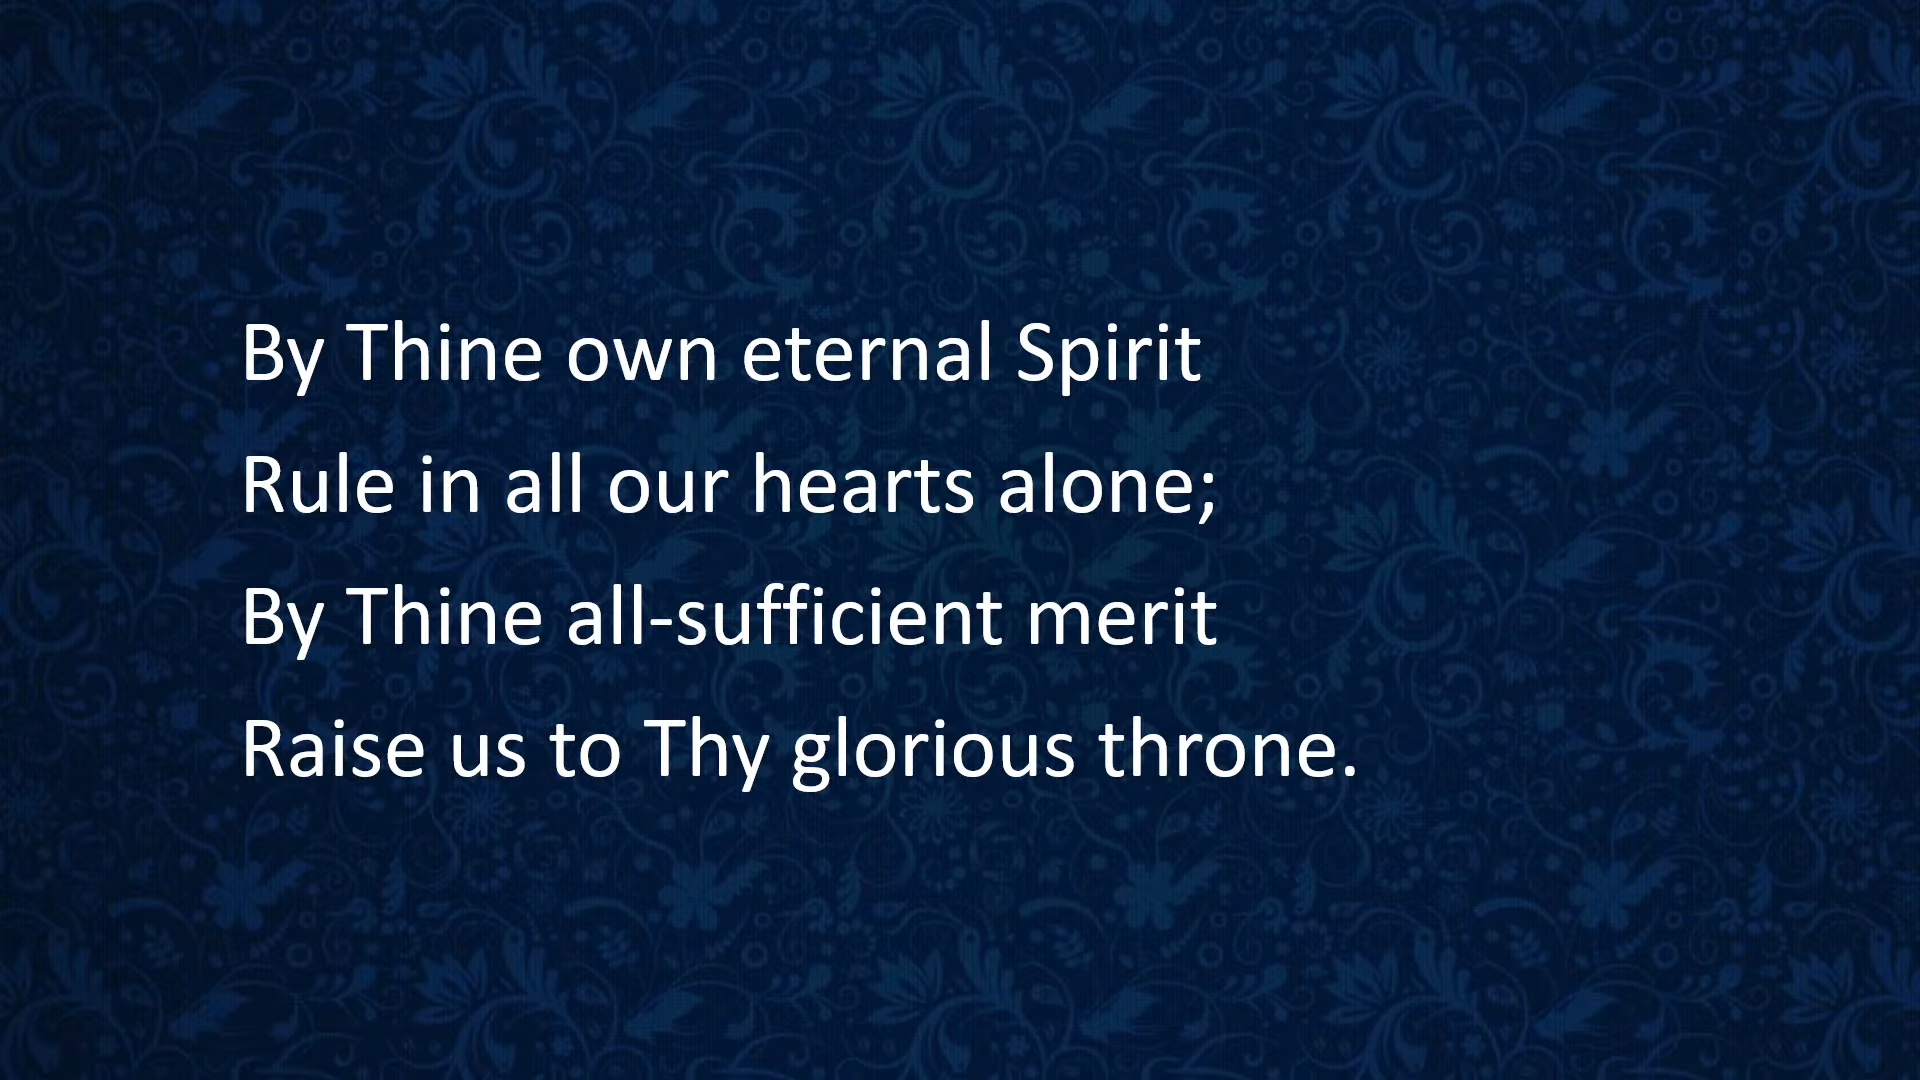 By Thine own eternal Spirit
Rule in all our hearts alone;
By Thine all-sufficient merit
Raise us to Thy glorious throne.